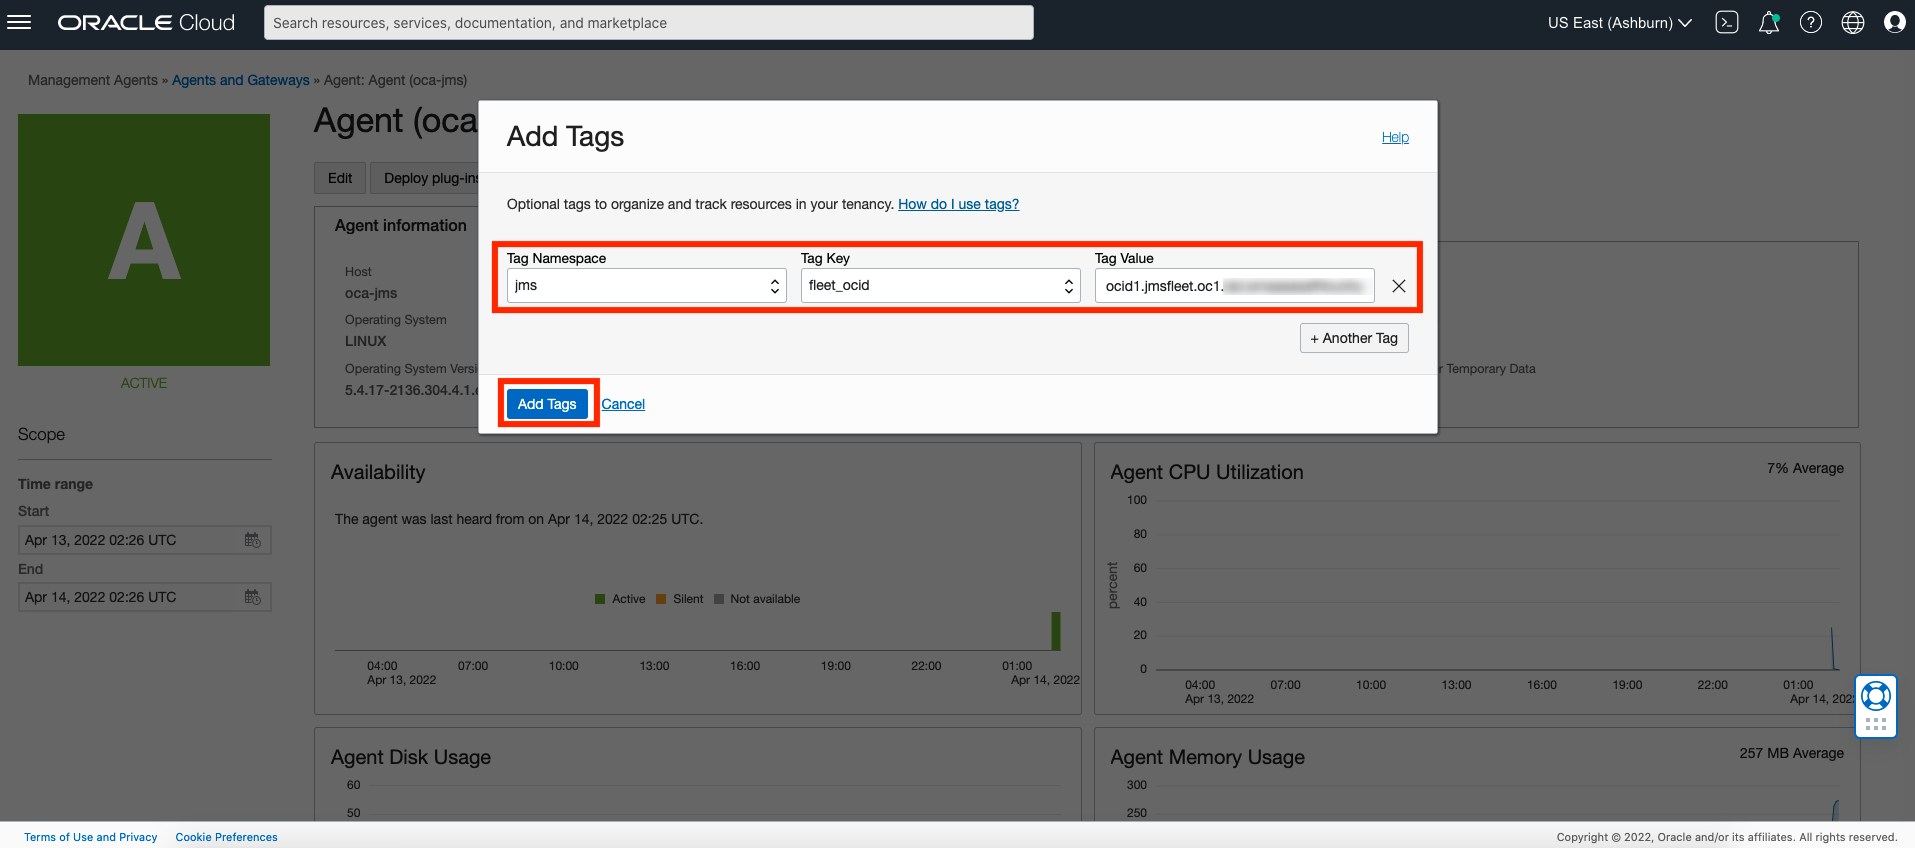 ORACLE Cloud
Search resources, services, documentation, and marketplace
US East (Ashburn)
Management Agents » Agents and Gateways » Agent: Agent (oca-jms)
A
ACTIVE
Agent (oca
Edit
Deploy plug-ins
Agent information
Host
oca-jms
Operating System
LINUX
Operating System Versi
5.4.17-2136.304.4.1.e
r Temporary Data
Add Tags
Help
Optional tags to organize and track resources in your tenancy. How do I use tags?
Tag Namespace
Tag Key
Tag Value
jms
fleet_ocid
ocid1.jmsfleet.oc1.
+ Another Tag
Add Tags
Cancel
Scope
Time range
Start
Apr 13, 2022 02:26 UTC
End
Apr 14, 2022 02:26 UTC
Availability
The agent was last heard from on Apr 14, 2022 02:25 UTC.
Active
Silent
Not available
04:00
07:00
10:00
13:00
16:00
19:00
22:00
01:00
Apr 13, 2022
Apr 14, 2022
Agent CPU Utilization
7% Average
percent
100
80
60
40
20
0
04:00
07:00
10:00
13:00
16:00
19:00
22:00
01:00
Apr 13, 2022
Apr 14, 2022
Agent Disk Usage
60
50
Agent Memory Usage
257 MB Average
300
250
Terms of Use and Privacy
Cookie Preferences
Copyright © 2022, Oracle and/or its affiliates. All rights reserved.